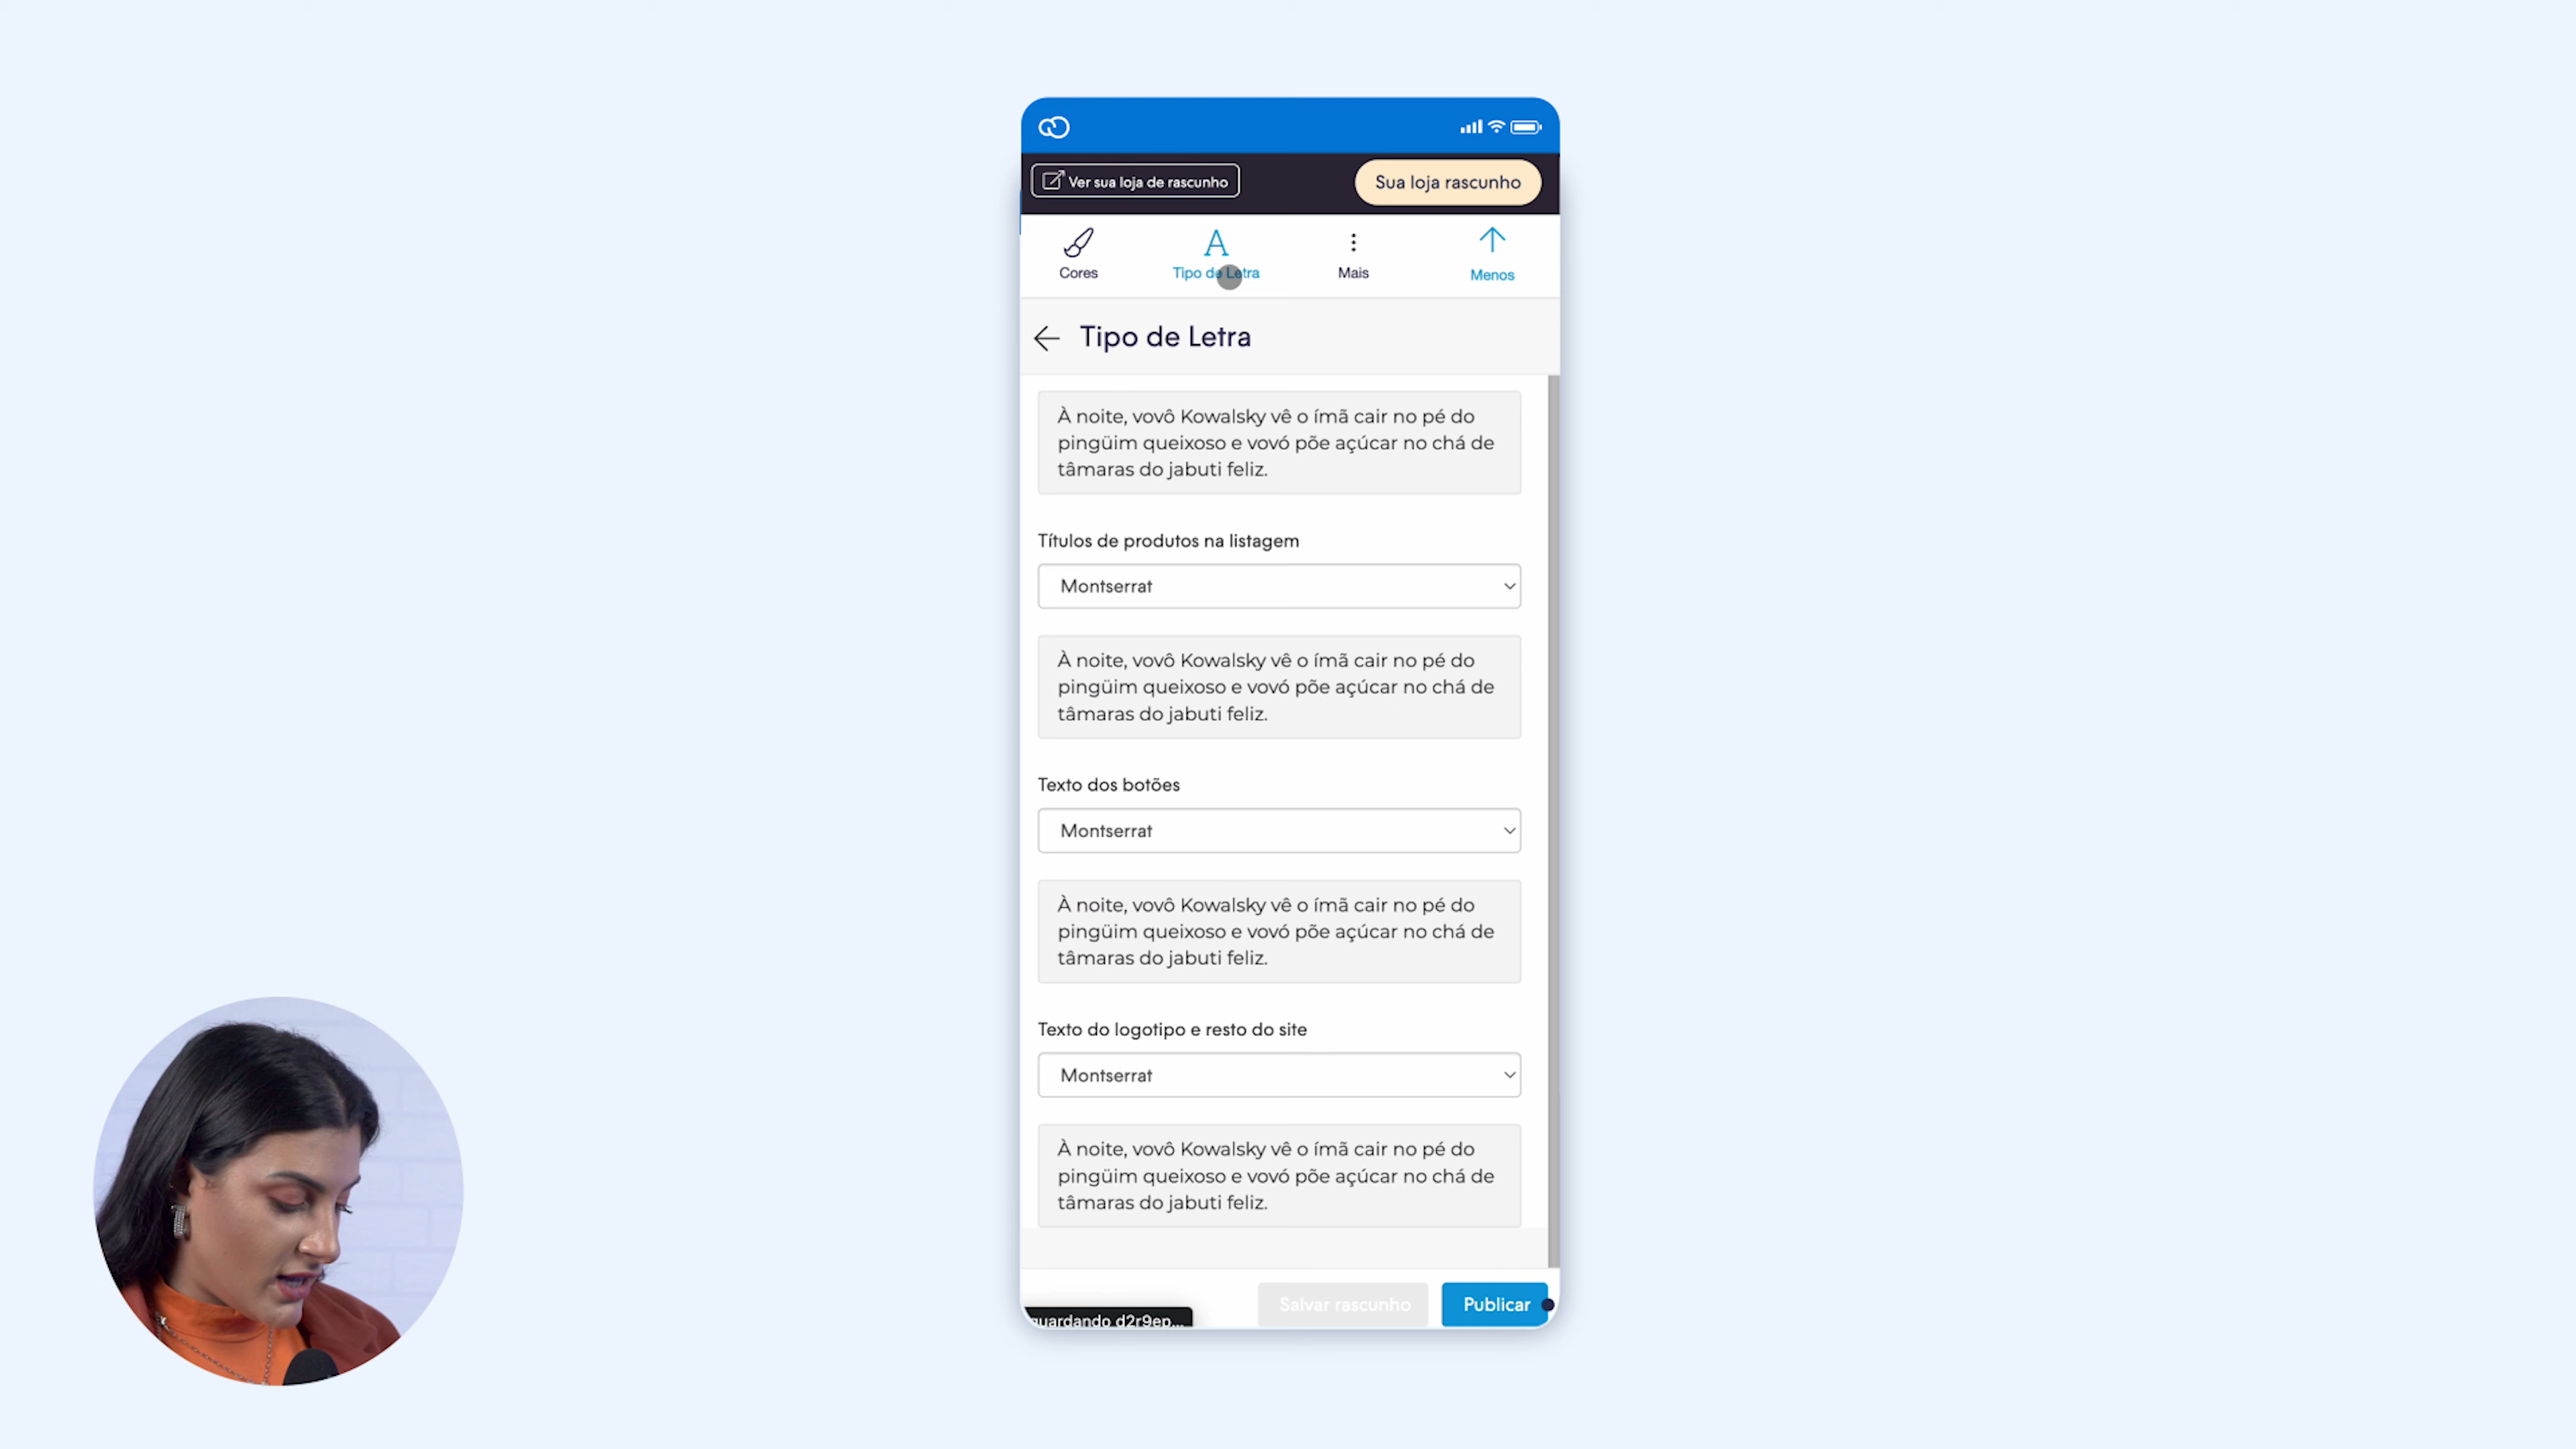 Ver sua loja de rascunho
Sua loja rascunho
Cores
Tipo de Letra
Mais
Menos
Tipo de Letra
À noite, vovô Kowalsky vê o ímã cair no pé do
pingüim queixoso e vovó põe açúcar no chá de
tâmaras do jabuti feliz.
Títulos de produtos na listagem
Montserrat
À noite, vovô Kowalsky vê o ímã cair no pé do
pingüim queixoso e vovó põe açúcar no chá de
tâmaras do jabuti feliz.
Texto dos botões
Montserrat
À noite, vovô Kowalsky vê o ímã cair no pé do
pingüim queixoso e vovó põe açúcar no chá de
tâmaras do jabuti feliz.
Texto do logotipo e resto do site
Montserrat
À noite, vovô Kowalsky vê o ímã cair no pé do
pingüim queixoso e vovó põe açúcar no chá de
tâmaras do jabuti feliz.
Salvar rascunho
Publicar
guardando d2r9ep...